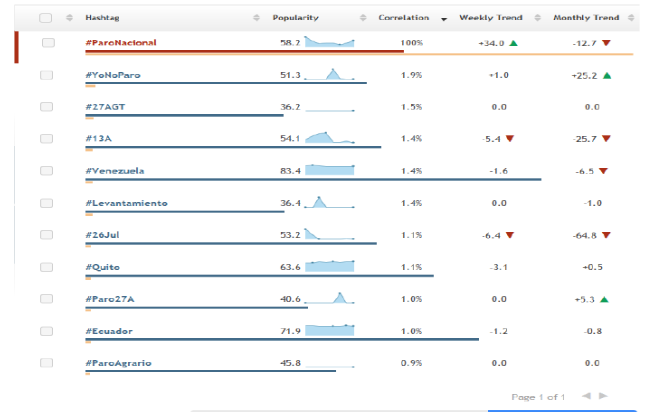 Hashtag Popularity Correlation Weekly Trend Monthly Trend
#ParoNacional 58.2 100% +34.0 -12.7
#YoNoParo 51.3 1.9% +1.0 +25.2
#27AGT 36.2 1.5% 0.0 0.0
#13A 54.1 1.4% -5.4 -25.7
#Venezuela 83.4 1.4% -1.6 -6.5
#Levantamiento 36.4 1.4% 0.0 -1.0
#26Jul 53.2 1.1% -6.4 -64.8
#Quito 63.6 1.1% -3.1 +0.5
#Paro27A 40.6 1.0% 0.0 +5.3
#Ecuador 71.9 1.0% -1.2 -0.8
#ParoAgrario 45.8 0.9% 0.0 0.0
Page 1 of 1